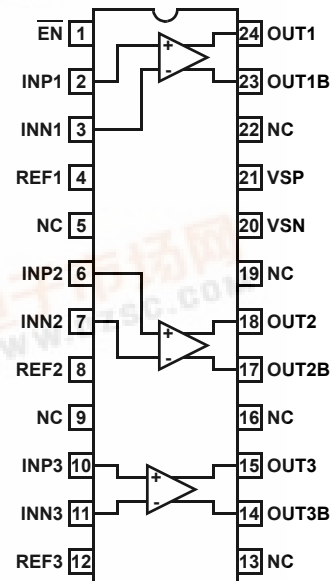 EN 1 24 OUT1
+
INP1 2 23 OUT1B
-
INN1 3 22 NC
REF1 4 21 VSP
NC 5 20 VSN
INP2 6 19 NC
INN2 7 18 OUT2
+
-
REF2 8 17 OUT2B
NC 9 16 NC
INP3 10 15 OUT3
+
-
INN3 11 14 OUT3B
REF3 12 13 NC